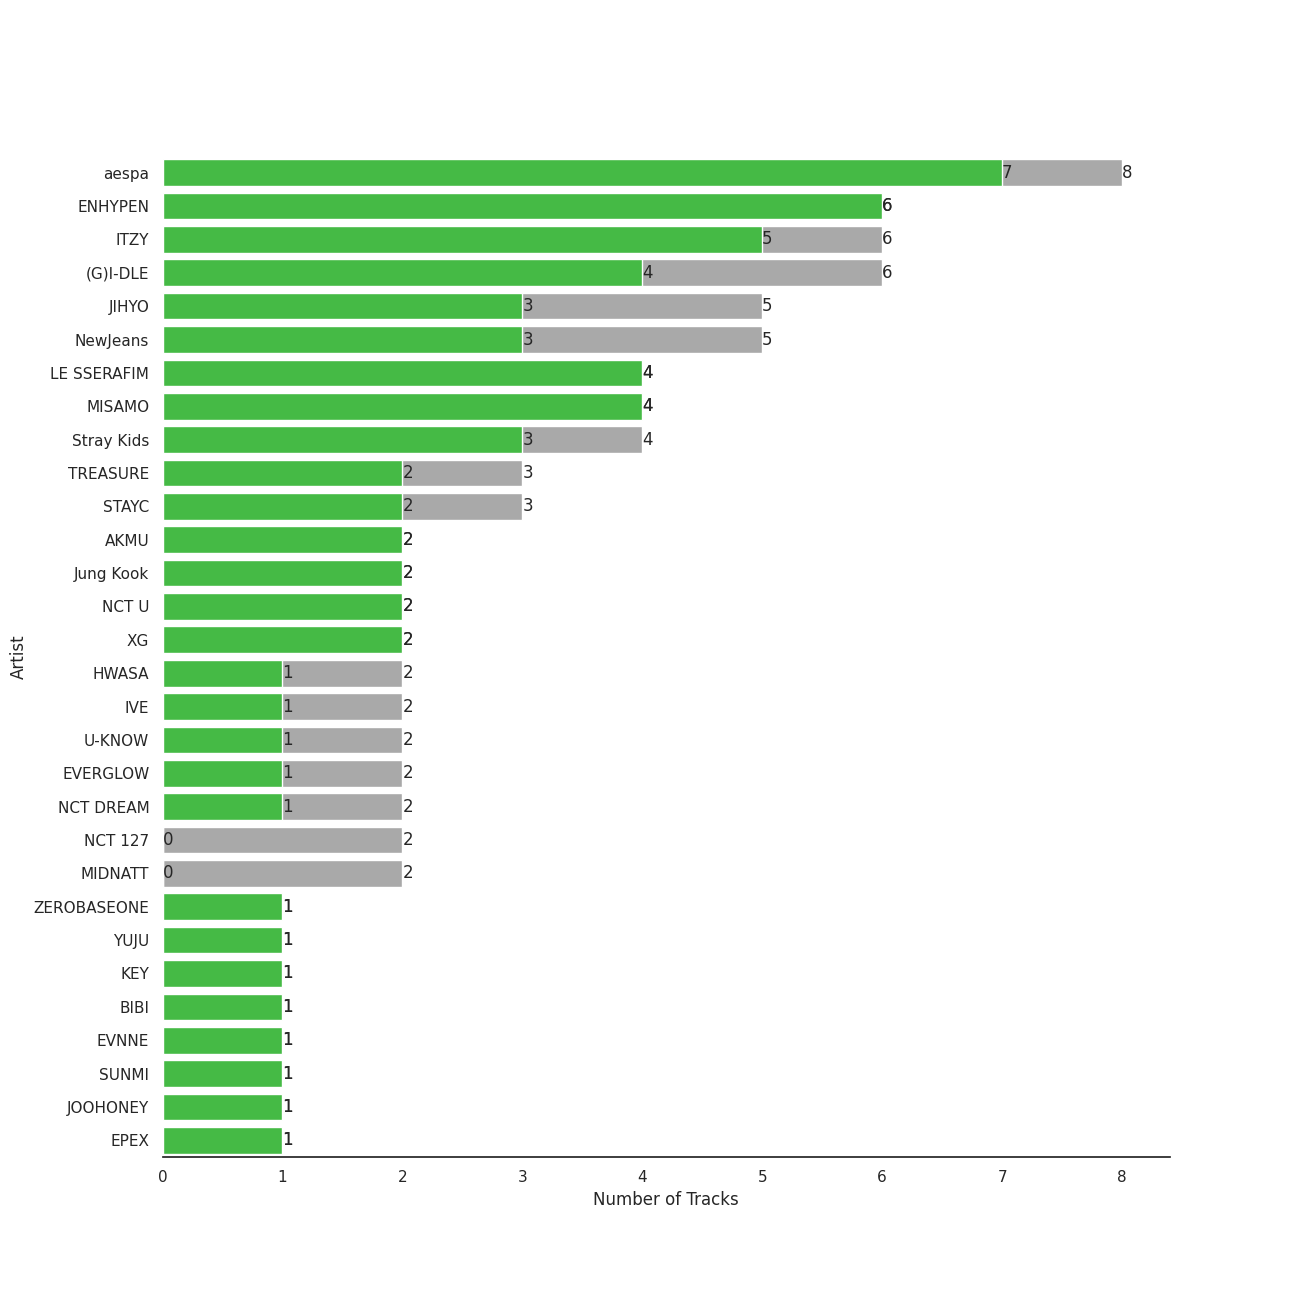 aespa 7 8
ENHYPEN 6
ITZY 5 6
(G)I-DLE 4 6
JIHYO 3 5
NewJeans 3 5
LE SSERAFIM 4
MISAMO 4
Stray Kids 3 4
TREASURE 2 3
STAYC 2 3
AKMU 2
Jung Kook 2
NCT U 2
XG 2
HWASA 1 2
IVE 1 2
U-KNOW 1 2
EVERGLOW 1 2
NCT DREAM 1 2
NCT 127 0 2
MIDNATT 0 2
ZEROBASEONE 1
YUJU 1
KEY 1
BIBI 1
EVNNE 1
SUNMI 1
JOOHONEY 1
EPEX 1
0 1 2 3 4 5 6 7 8
Number of Tracks
Artist